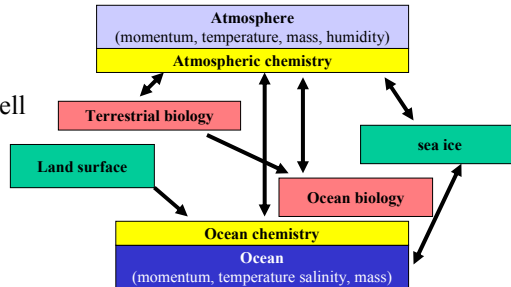 Atmosphere
(momentum, temperature, mass, humidity)
Atmospheric chemistry
ell
Terrestrial biology
sea ice
Land surface
Ocean biology
Ocean chemistry
Ocean
(momentum, temperature salinity, mass)